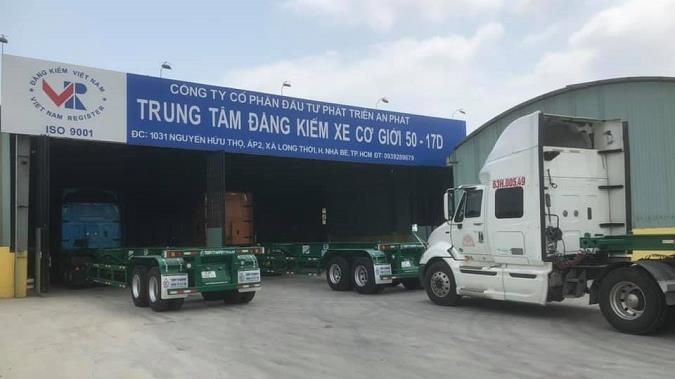 ĐĂNG KIỂM VIỆT NAM
VR
VIETNAM REGISTER
ISO 9001
CÔNG TY CỔ PHẦN ĐẦU TƯ PHÁT TRIỂN AN PHÁT
TRUNG TÂM ĐĂNG KIỂM XE CƠ GIỚI 50 - 17D
ĐC: 1031 NGUYỄN HỮU THỌ, ẤP2, XÃ LONG THỚI, H. NHÀ BÈ, TP.HCM ĐT: 0939289679
63H.005.49